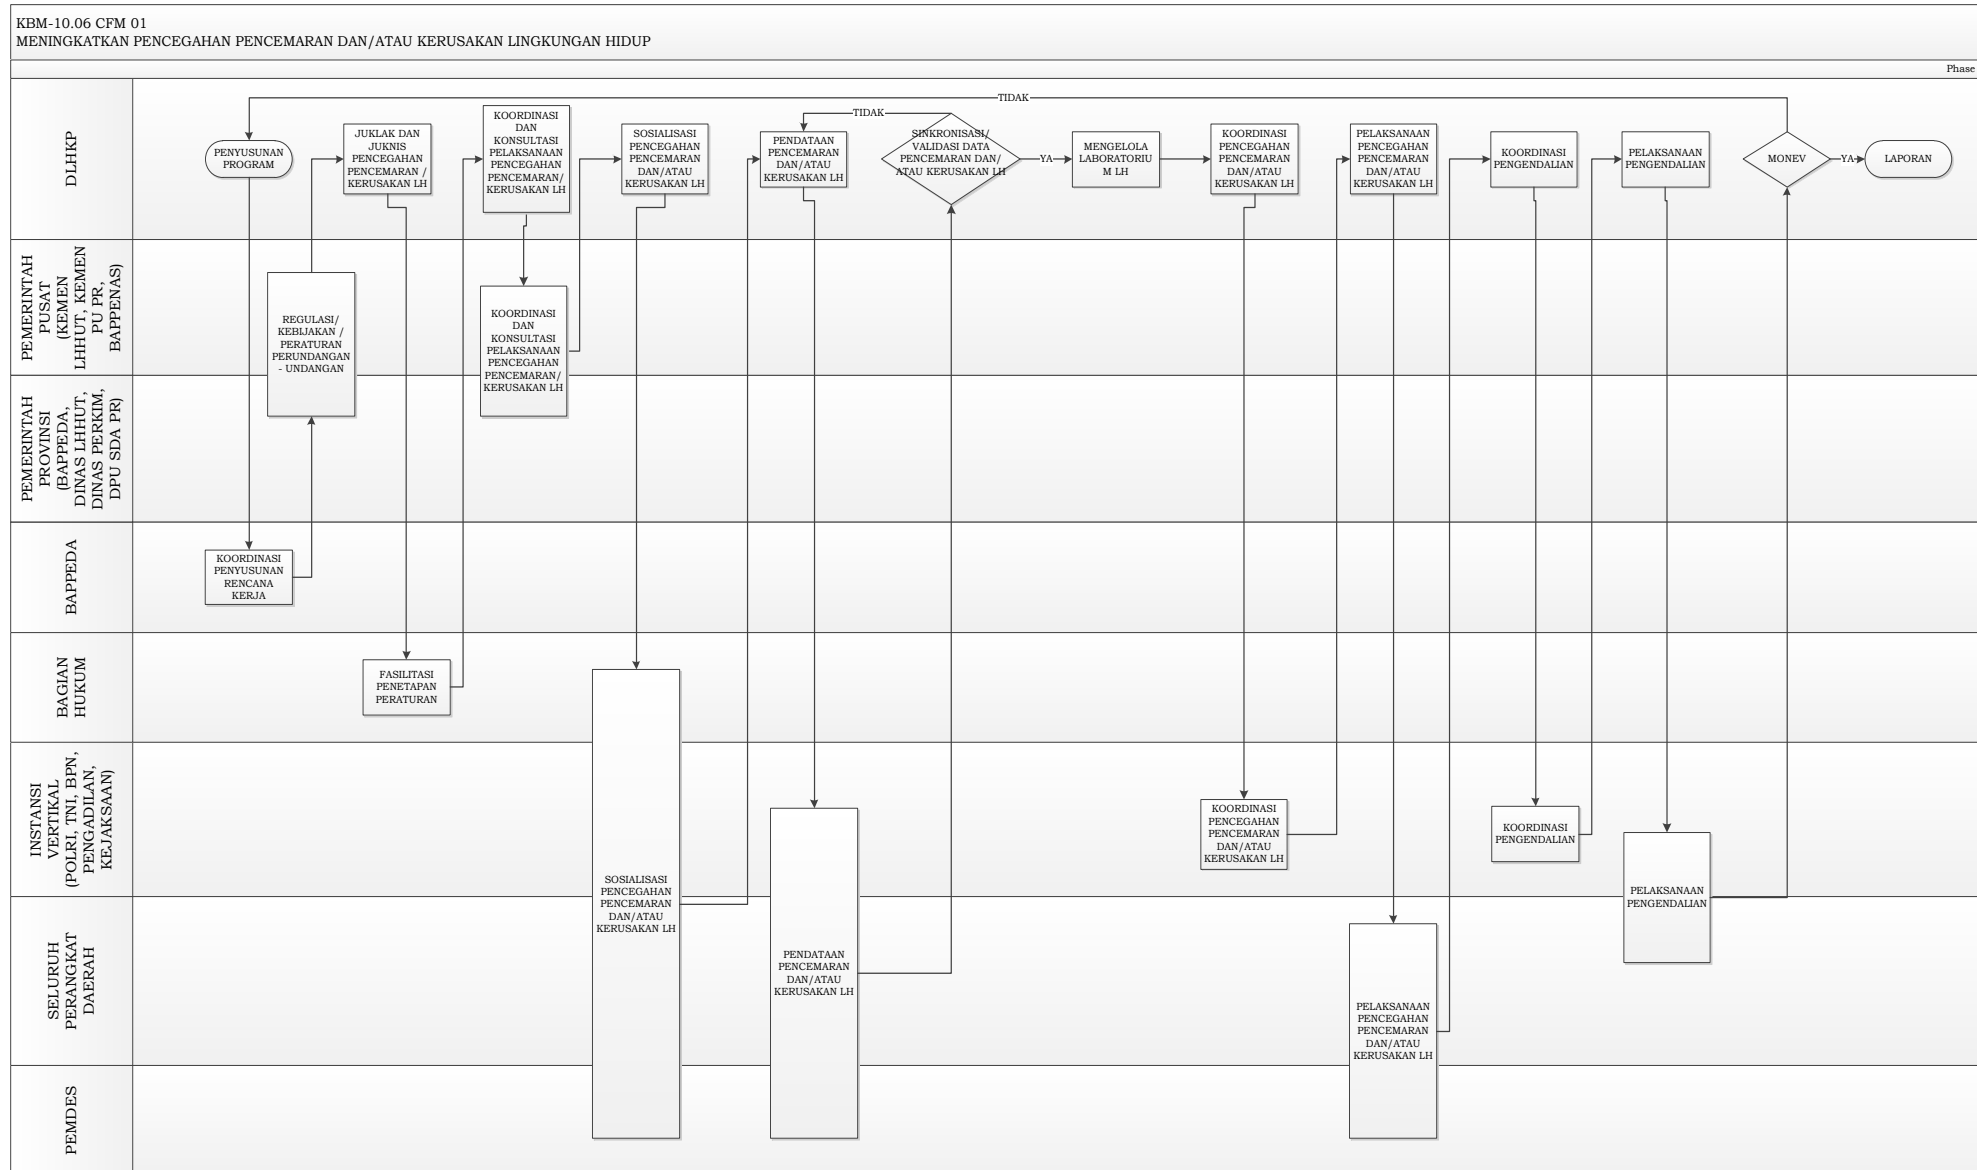 KBM-10.06 CFM 01
MENINGKATKAN PENCEGAHAN PENCEMARAN DAN/ATAU KERUSAKAN LINGKUNGAN HIDUP
Phase
DLHKP
PENYUSUNAN
PROGRAM
JUKLAK DAN
JUKNIS
PENCEGAHAN
PENCEMARAN /
KERUSAKAN LH
KOORDINASI
DAN
KONSULTASI
PELAKSANAAN
PENCEGAHAN
PENCEMARAN/
KERUSAKAN LH
SOSIALISASI
PENCEGAHAN
PENCEMARAN
DAN/ATAU
KERUSAKAN LH
PENDATAAN
PENCEMARAN
DAN/ATAU
KERUSAKAN LH
TIDAK
SINKRONISASI/
VALIDASI DATA
PENCEMARAN DAN/
ATAU KERUSAKAN LH
YA
MENGELOLA
LABORATORIU
M LH
TIDAK
KOORDINASI
PENCEGAHAN
PENCEMARAN
DAN/ATAU
KERUSAKAN LH
PELAKSANAAN
PENCEGAHAN
PENCEMARAN
DAN/ATAU
KERUSAKAN LH
KOORDINASI
PENGENDALIAN
PELAKSANAAN
PENGENDALIAN
MONEV
YA
LAPORAN
PEMERINTAH
PUSAT
(KEMEN
LHHUT, KEMEN
PU PR,
BAPPENAS)
REGULASI/
KEBIJAKAN /
PERATURAN
PERUNDANGAN
- UNDANGAN
KOORDINASI
DAN
KONSULTASI
PELAKSANAAN
PENCEGAHAN
PENCEMARAN/
KERUSAKAN LH
PEMERINTAH
PROVINSI
(BAPPEDA,
DINAS LHHUT,
DINAS PERKIM,
DPU SDA PR)
BAPPEDA
KOORDINASI
PENYUSUNAN
RENCANA
KERJA
BAGIAN
HUKUM
FASILITASI
PENETAPAN
PERATURAN
INSTANSI
VERTIKAL
(POLRI, TNI, BPN,
PENGADILAN,
KEJAKSAAN)
SOSIALISASI
PENCEGAHAN
PENCEMARAN
DAN/ATAU
KERUSAKAN LH
PENDATAAN
PENCEMARAN
DAN/ATAU
KERUSAKAN LH
KOORDINASI
PENCEGAHAN
PENCEMARAN
DAN/ATAU
KERUSAKAN LH
KOORDINASI
PENGENDALIAN
PELAKSANAAN
PENGENDALIAN
SELURUH
PERANGKAT
DAERAH
PELAKSANAAN
PENCEGAHAN
PENCEMARAN
DAN/ATAU
KERUSAKAN LH
PEMDES